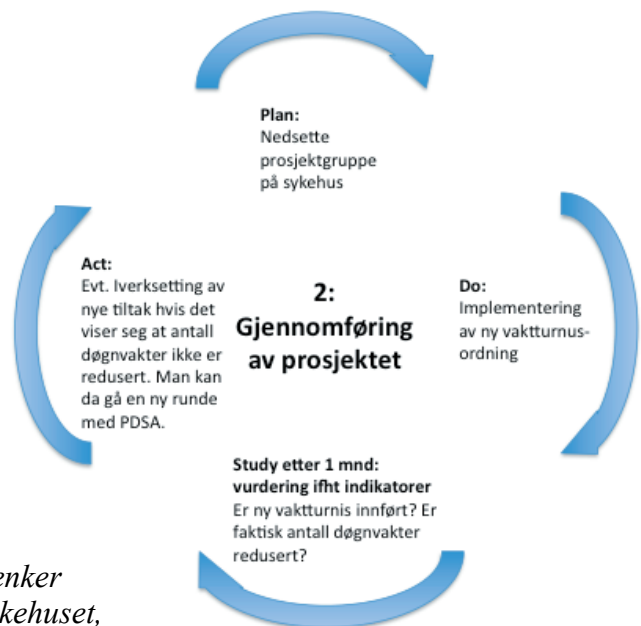 Plan:
Nedsette
prosjektgruppe
på sykehus
Act:
Evt. Iverksetting av
nye tiltak hvis det
viser seg at antall
døgnvakter ikke er
redusert. Man kan
da gå en ny runde
med PDSA.
2:
Gjennomføring
av prosjektet
Do:
Implementering
av ny vaktturnus-
ordning
Study etter 1 mnd:
vurdering ifht indikatorer
Er ny vaktturnis innført? Er
faktisk antall døgnvakter
redusert?